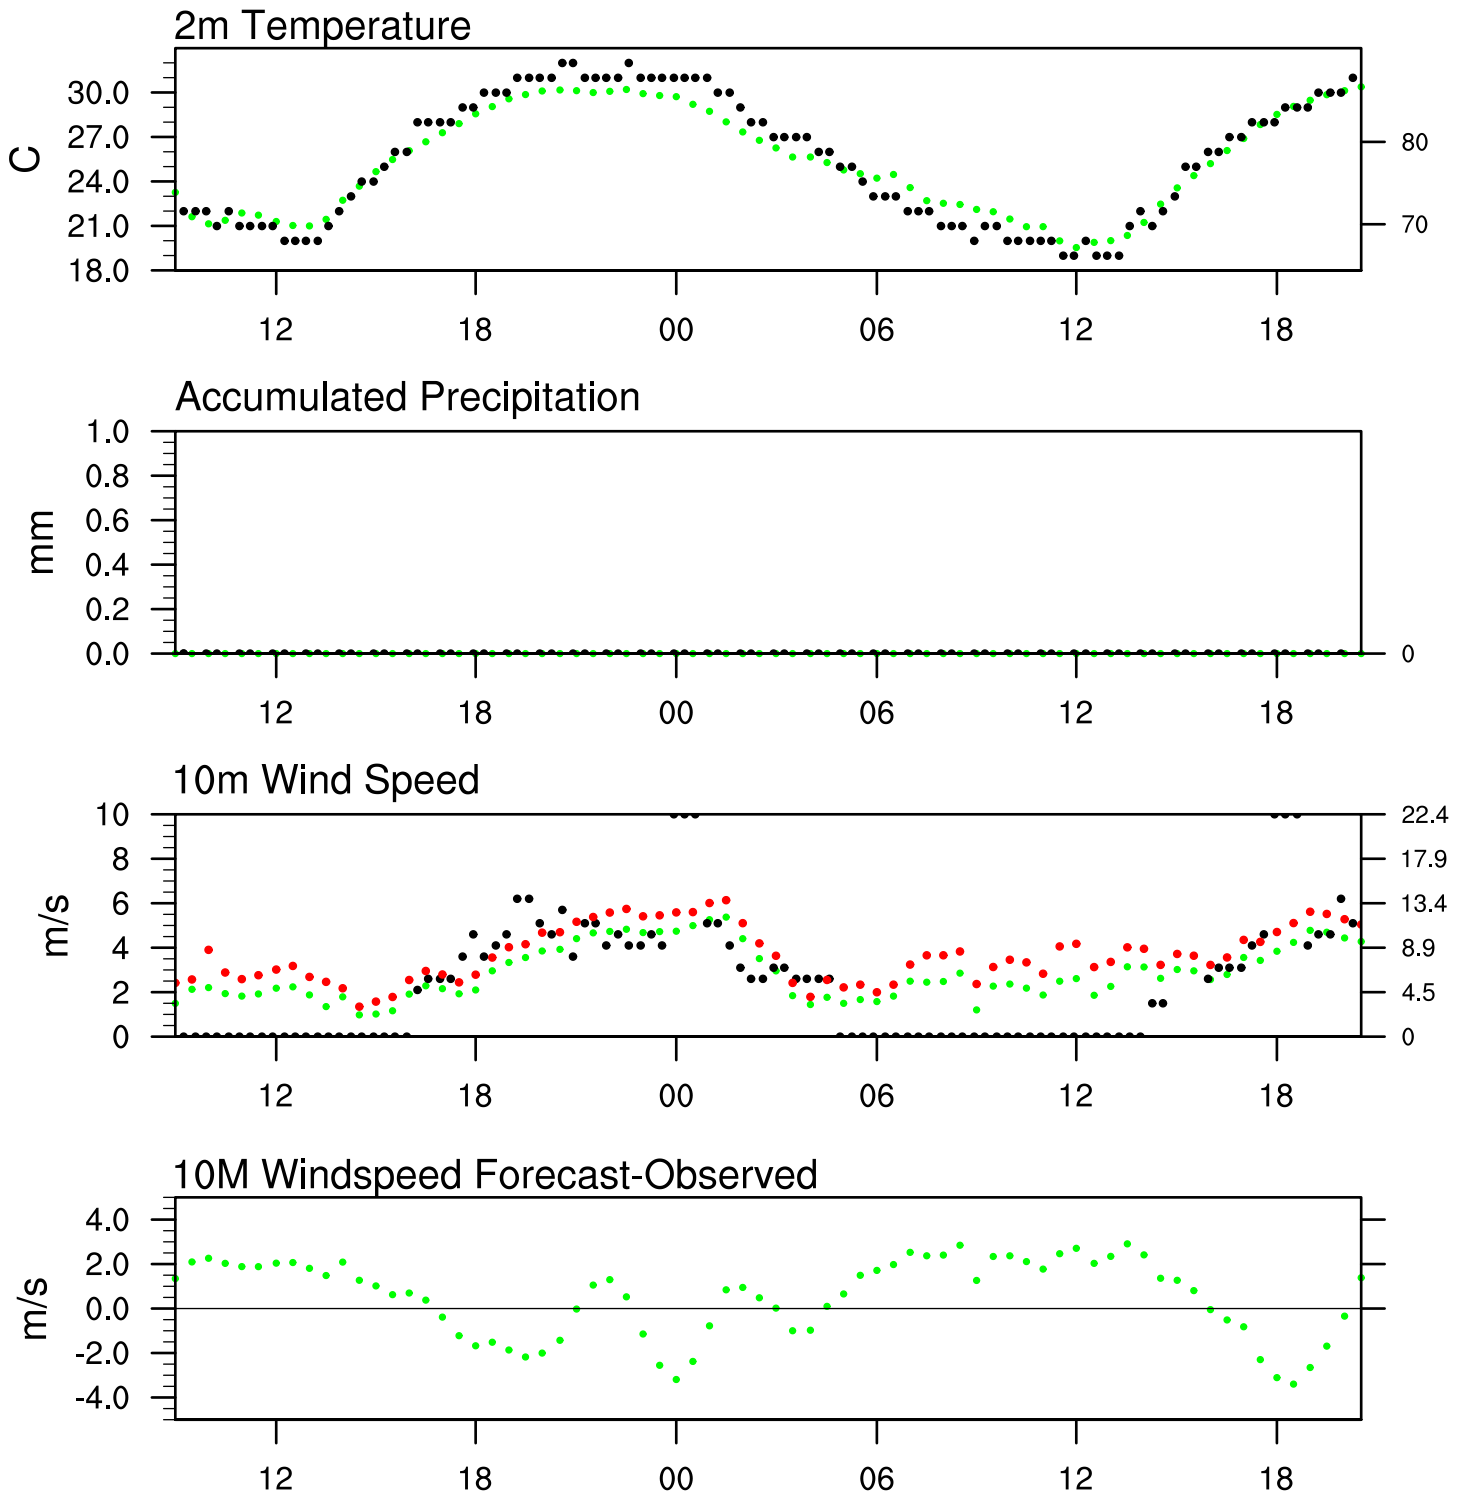 2m Temperature
C
30.0
27.0
24.0
21.0
18.0
80
70
12 18 00 06 12 18
Accumulated Precipitation
mm
1.0
0.8
0.6
0.4
0.2
0.0
0
12 18 00 06 12 18
10m Wind Speed
m/s
10
8
6
4
2
0
22.4
17.9
13.4
8.9
4.5
0
12 18 00 06 12 18
10M Windspeed Forecast-Observed
m/s
4.0
2.0
0.0
-2.0
-4.0
12 18 00 06 12 18